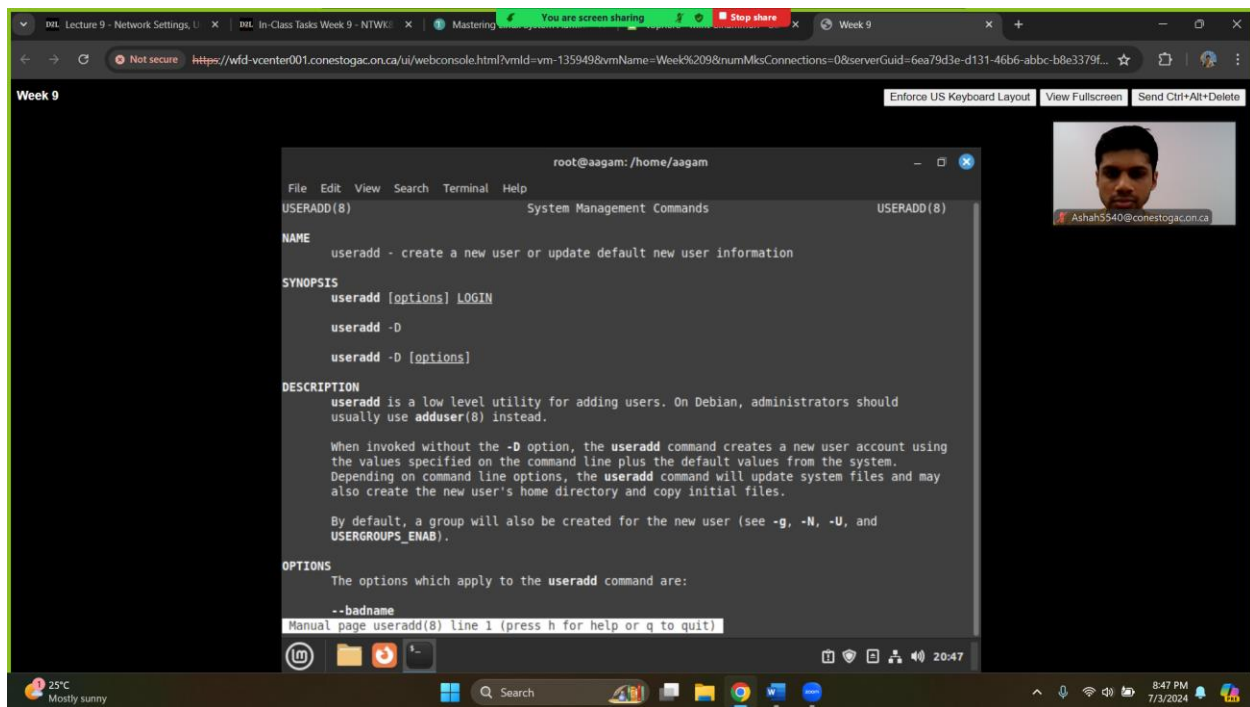 Lecture 9 - Network Settings, U
In-Class Tasks Week 9 - NTWK8
Mastering
You are screen sharing
Stop share
Week 9
Not secure https://wfd-vcenter001.conestogac.on.ca/ui/webconsole.html?vmId=vm-135949&vmName=Week%209&numMksConnections=0&serverGuid=6ea79d3e-d131-46b6-abbc-b8e3379f...
Week 9
Enforce US Keyboard Layout View Fullscreen Send Ctrl+Alt+Delete
root@aagam: /home/aagam
File Edit View Search Terminal Help
USERADD(8) System Management Commands USERADD(8)
Ashah5540@conestogac.on.ca
NAME
useradd - create a new user or update default new user information
SYNOPSIS
useradd [options] LOGIN
useradd -D
useradd -D [options]
DESCRIPTION
useradd is a low level utility for adding users. On Debian, administrators should
usually use adduser(8) instead.
When invoked without the -D option, the useradd command creates a new user account using
the values specified on the command line plus the default values from the system.
Depending on command line options, the useradd command will update system files and may
also create the new user's home directory and copy initial files.
By default, a group will also be created for the new user (see -g, -N, -U, and
USERGROUPS_ENAB).
OPTIONS
The options which apply to the useradd command are:
--badname
Manual page useradd(8) line 1 (press h for help or q to quit)
20:47
25°C
Mostly sunny
Search
8:47 PM
7/3/2024